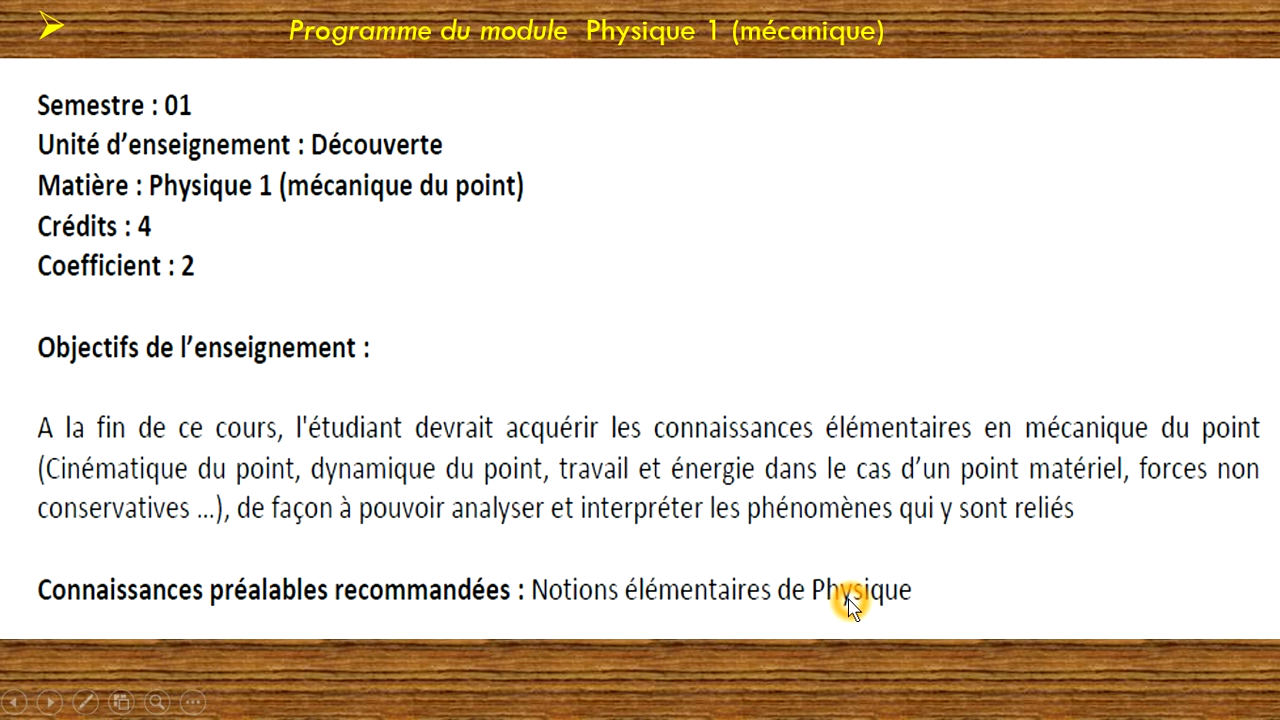 Programme du module Physique 1 (mécanique)
Semestre : 01
Unité d’enseignement : Découverte
Matière : Physique 1 (mécanique du point)
Crédits : 4
Coefficient : 2
Objectifs de l’enseignement :
A la fin de ce cours, l'étudiant devrait acquérir les connaissances élémentaires en mécanique du point
(Cinématique du point, dynamique du point, travail et énergie dans le cas d’un point matériel, forces non
conservatives ...), de façon à pouvoir analyser et interpréter les phénomènes qui y sont reliés
Connaissances préalables recommandées : Notions élémentaires de Physique